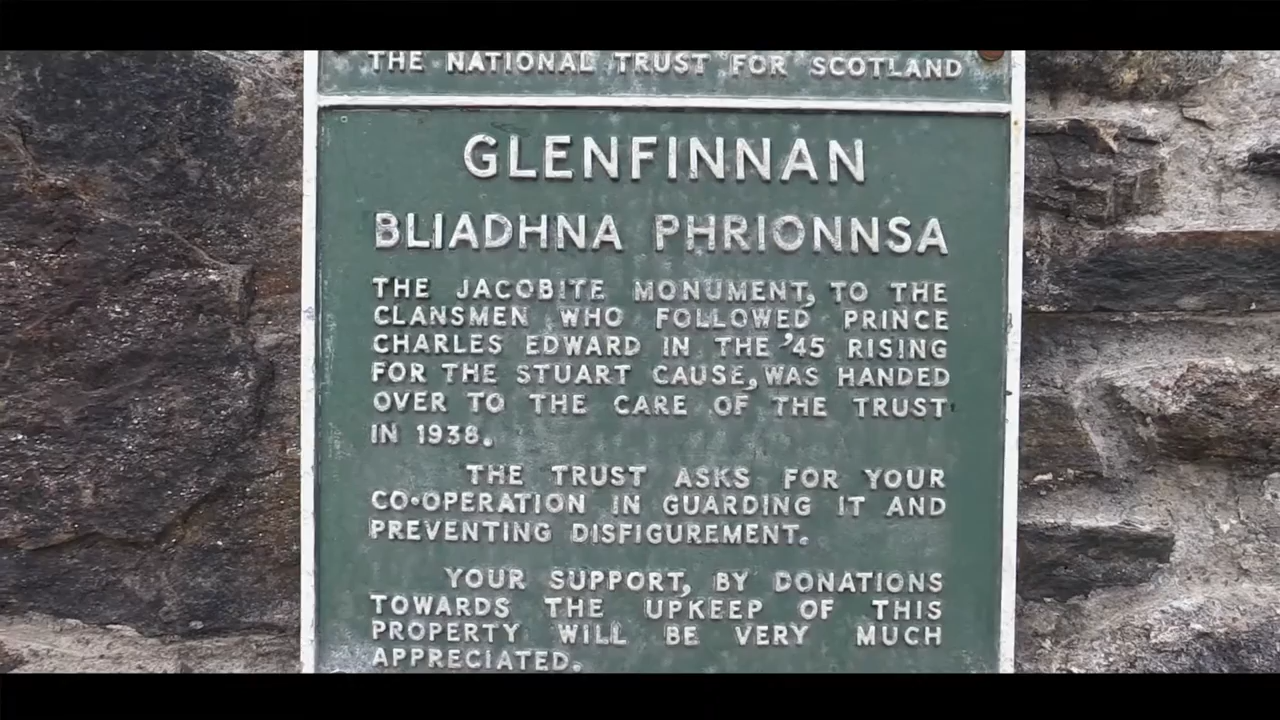 THE NATIONAL TRUST FOR SCOTLAND
GLENFINNAN
BLIADHNA PHRIONNSA
THE JACOBITE MONUMENT, TO THE
CLANSMEN WHO FOLLOWED PRINCE
CHARLES EDWARD IN THE '45 RISING
FOR THE STUART CAUSE, WAS HANDED
OVER TO THE CARE OF THE TRUST
IN 1938.
THE TRUST ASKS FOR YOUR
CO-OPERATION IN GUARDING IT AND
PREVENTING DISFIGUREMENT.
YOUR SUPPORT, BY DONATIONS
TOWARDS THE UPKEEP OF THIS
PROPERTY WILL BE VERY MUCH
APPRECIATED.